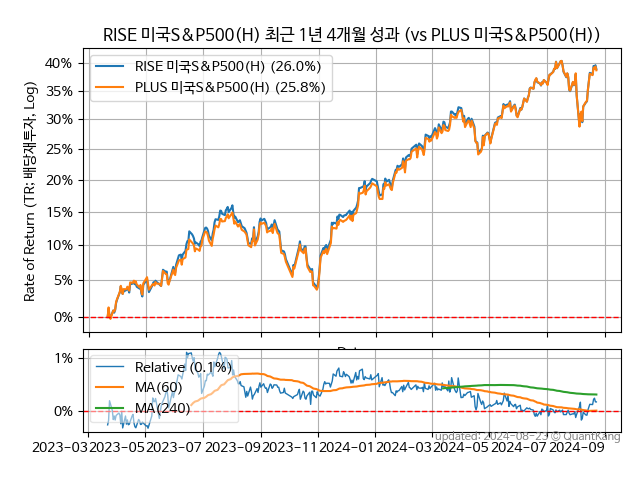 RISE 미국S&P500(H) 최근 1년 4개월 성과 (vs PLUS 미국S&P500(H))
Rate of Return (TR: 배당재투자, Log)
40%
35%
30%
25%
20%
15%
10%
5%
0%
RISE 미국S&P500(H) (26.0%)
PLUS 미국S&P500(H) (25.8%)
1%
0%
Relative (0.1%)
MA(60)
MA(240)
updated: 2024-08-23 © QuantKang
2023-03 2023-05 2023-07 2023-09 2023-11 2024-01 2024-03 2024-05 2024-07 2024-09